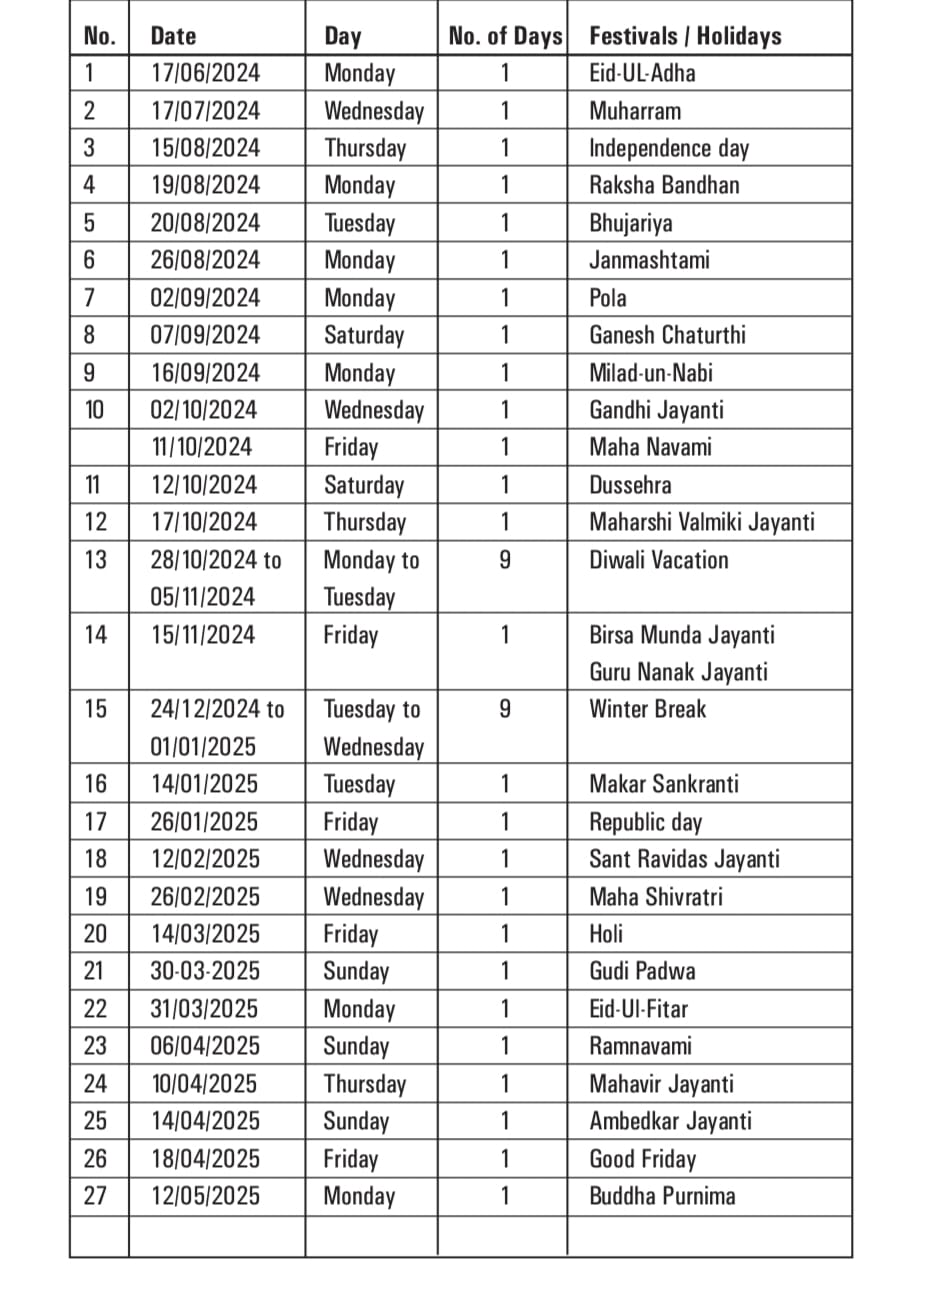 No. Date Day No. of Days Festivals / Holidays
1 17/06/2024 Monday 1 Eid-UL-Adha
2 17/07/2024 Wednesday 1 Muharram
3 15/08/2024 Thursday 1 Independence day
4 19/08/2024 Monday 1 Raksha Bandhan
5 20/08/2024 Tuesday 1 Bhujariya
6 26/08/2024 Monday 1 Janmashtami
7 02/09/2024 Monday 1 Pola
8 07/09/2024 Saturday 1 Ganesh Chaturthi
9 16/09/2024 Monday 1 Milad-un-Nabi
10 02/10/2024 Wednesday 1 Gandhi Jayanti
11/10/2024 Friday 1 Maha Navami
11 12/10/2024 Saturday 1 Dussehra
12 17/10/2024 Thursday 1 Maharshi Valmiki Jayanti
13 28/10/2024 to Monday to 9 Diwali Vacation
05/11/2024 Tuesday
14 15/11/2024 Friday 1 Birsa Munda Jayanti
Guru Nanak Jayanti
15 24/12/2024 to Tuesday to 9 Winter Break
01/01/2025 Wednesday
16 14/01/2025 Tuesday 1 Makar Sankranti
17 26/01/2025 Friday 1 Republic day
18 12/02/2025 Wednesday 1 Sant Ravidas Jayanti
19 26/02/2025 Wednesday 1 Maha Shivratri
20 14/03/2025 Friday 1 Holi
21 30-03-2025 Sunday 1 Gudi Padwa
22 31/03/2025 Monday 1 Eid-Ul-Fitar
23 06/04/2025 Sunday 1 Ramnavami
24 10/04/2025 Thursday 1 Mahavir Jayanti
25 14/04/2025 Sunday 1 Ambedkar Jayanti
26 18/04/2025 Friday 1 Good Friday
27 12/05/2025 Monday 1 Buddha Purnima